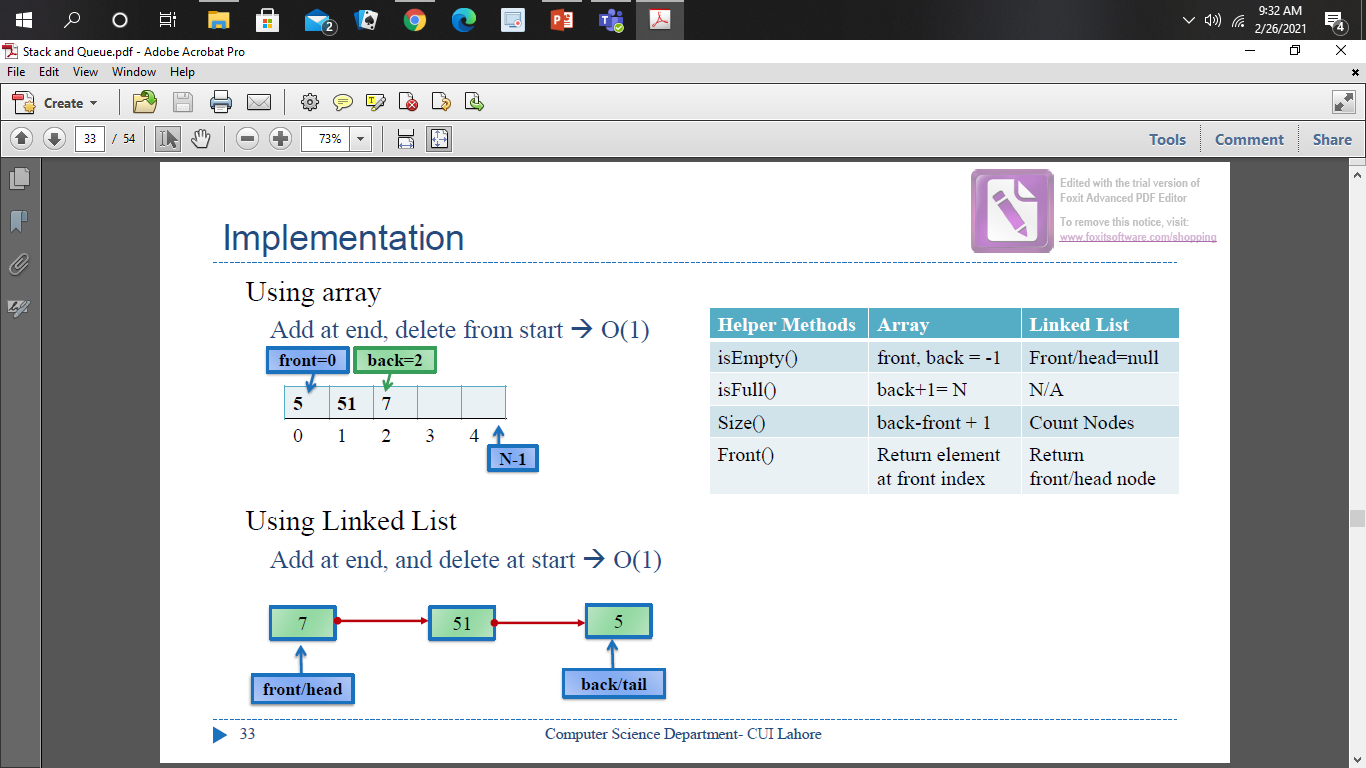 9:32 AM
2/26/2021
2
4
Stack and Queue.pdf - Adobe Acrobat Pro
File Edit View Window Help
Create
33 / 54 73% Tools Comment Share
Edited with the trial version of
Foxit Advanced PDF Editor
To remove this notice, visit:
www.foxitsoftware.com/shopping
Implementation
Using array
Add at end, delete from start → O(1)
front=0 back=2
5 51 7
0 1 2 3 4
N-1
Helper Methods Array Linked List
isEmpty() front, back = -1 Front/head=null
isFull() back+1= N N/A
Size() back-front + 1 Count Nodes
Front() Return element Return
at front index front/head node
Using Linked List
Add at end, and delete at start → O(1)
7 51 5
front/head back/tail
33 Computer Science Department- CUI Lahore